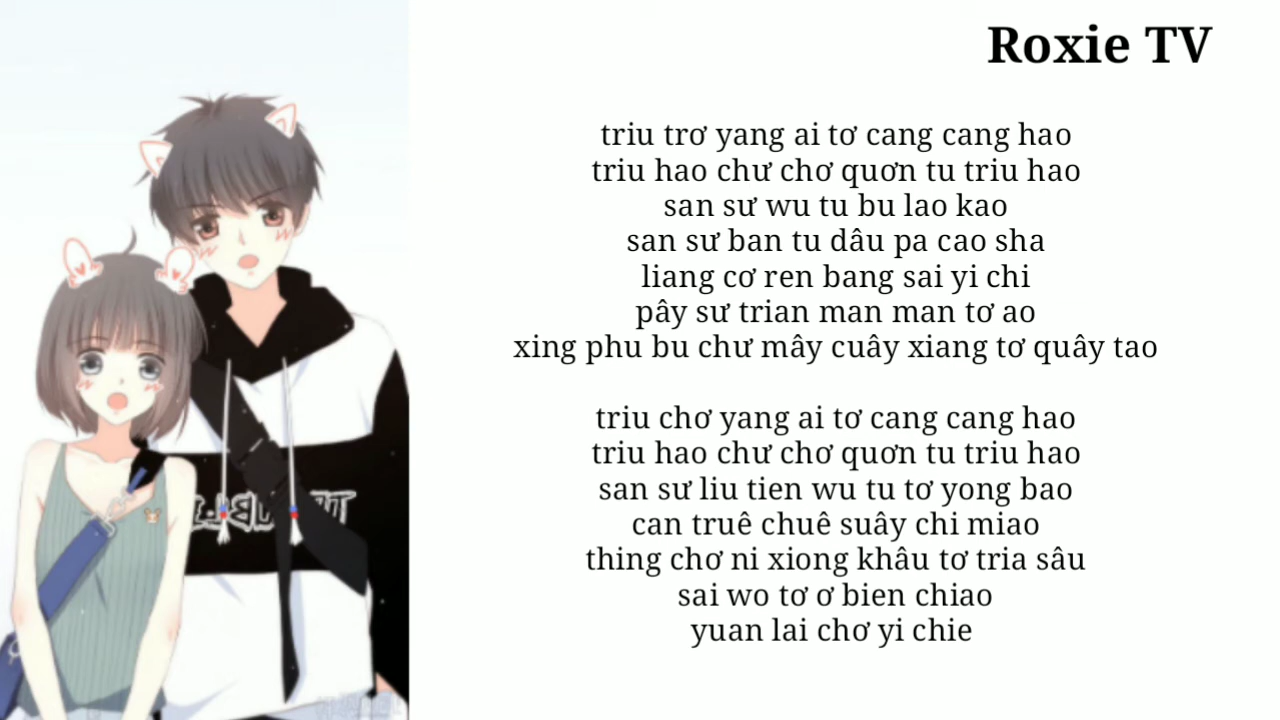 Roxie TV
triu trơ yang ai tơ cang cang hao
triu hao chư chơ quơn tu triu hao
san sư wu tu bu lao kao
san sư ban tu dâu pa cao sha
liang cơ ren bang sai yi chi
pây sư trian man man tơ ao
xing phu bu chư mây cuây xiang tơ quây tao
triu chơ yang ai tơ cang cang hao
triu hao chư chơ quơn tu triu hao
san sư liu tien wu tu tơ yong bao
can truê chuê suây chi miao
thing chơ ni xiong khâu tơ tria sâu
sai wo tơ ơ bien chiao
yuan lai chơ yi chie